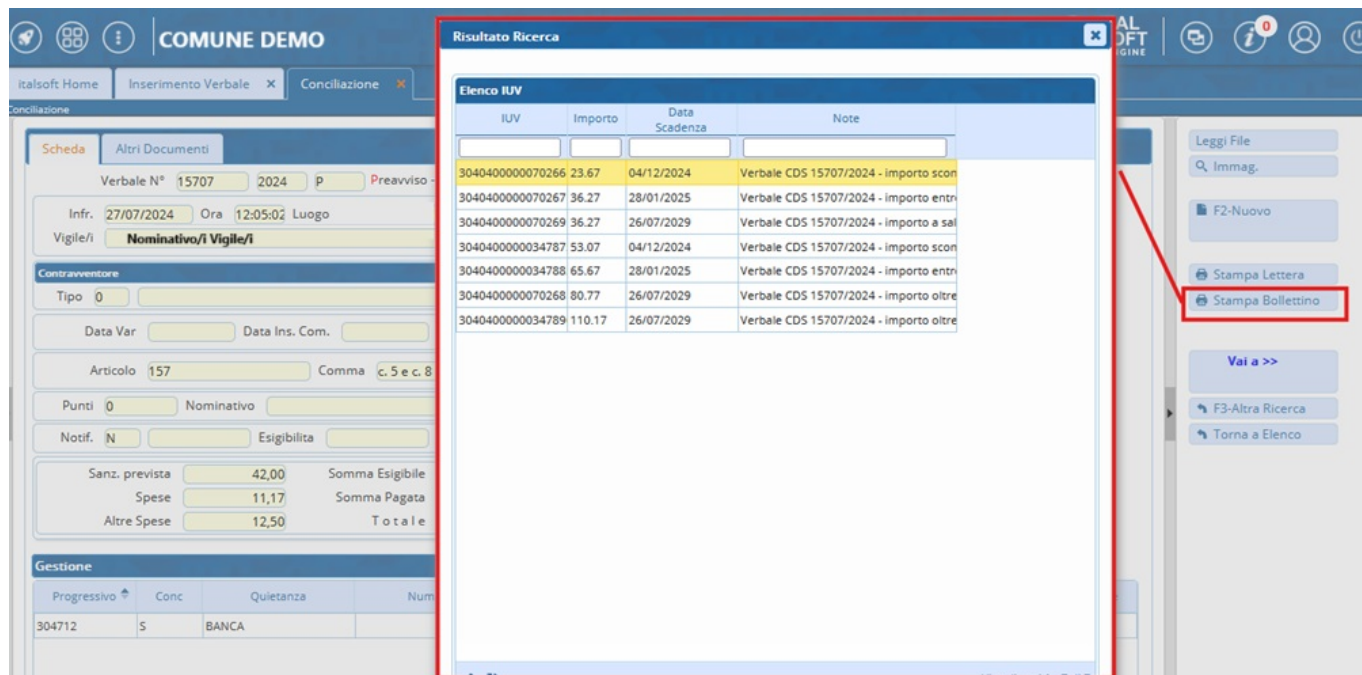 COMUNE DEMO
AL
SOFT
GINE
0
italsoft Home
Inserimento Verbale x
Conciliazione x
Conciliazione
Scheda
Altri Documenti
Verbale N° 15707 2024 P Preavviso -
Infr. 27/07/2024 Ora 12:05:02 Luogo
Vigile/i Nominativo/i Vigile/i
Contravventore
Tipo 0
Data Var Data Ins. Com.
Articolo 157 Comma c. 5 e c. 8
Punti 0 Nominativo
Notif. N Esigibilita
Sanz. prevista 42,00 Somma Esigibile
Spese 11,17 Somma Pagata
Altre Spese 12,50 Totale
Gestione
Progressivo Conc Quietanza Num
304712 S BANCA
Risultato Ricerca
Elenco IUV
IUV Importo Data Scadenza Note
3040400000070266 23.67 04/12/2024 Verbale CDS 15707/2024 - importo scon
3040400000070267 36.27 28/01/2025 Verbale CDS 15707/2024 - importo entr
3040400000070269 36.27 26/07/2029 Verbale CDS 15707/2024 - importo a sal
3040400000034787 53.07 04/12/2024 Verbale CDS 15707/2024 - importo scon
3040400000034788 65.67 28/01/2025 Verbale CDS 15707/2024 - importo entr
3040400000070268 80.77 26/07/2029 Verbale CDS 15707/2024 - importo oltre
3040400000034789 110.17 26/07/2029 Verbale CDS 15707/2024 - importo oltre
Leggi File
Immag.
F2-Nuovo
Stampa Lettera
Stampa Bollettino
Vai a >>
F3-Altra Ricerca
Torna a Elenco